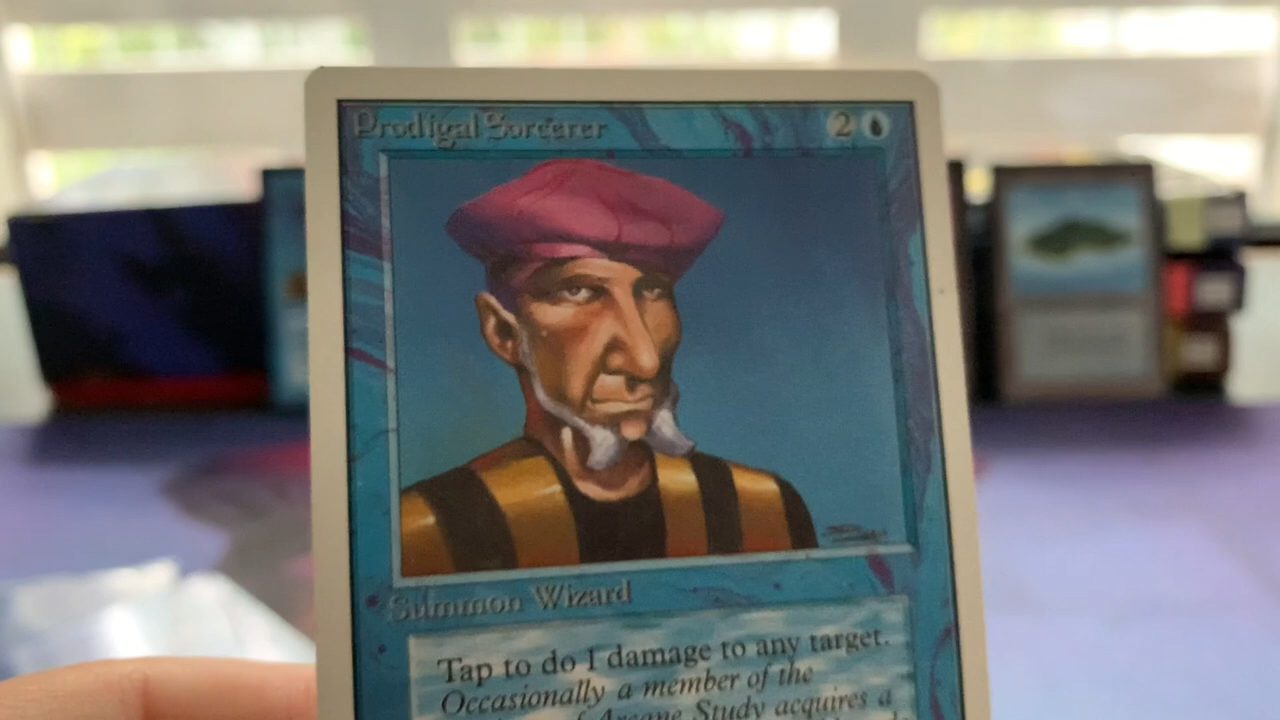 Prodigal Sorcerer 2
Summon Wizard
Tap to do I damage to any target.
Occasionally a member of the
of Arcane Study acquires a